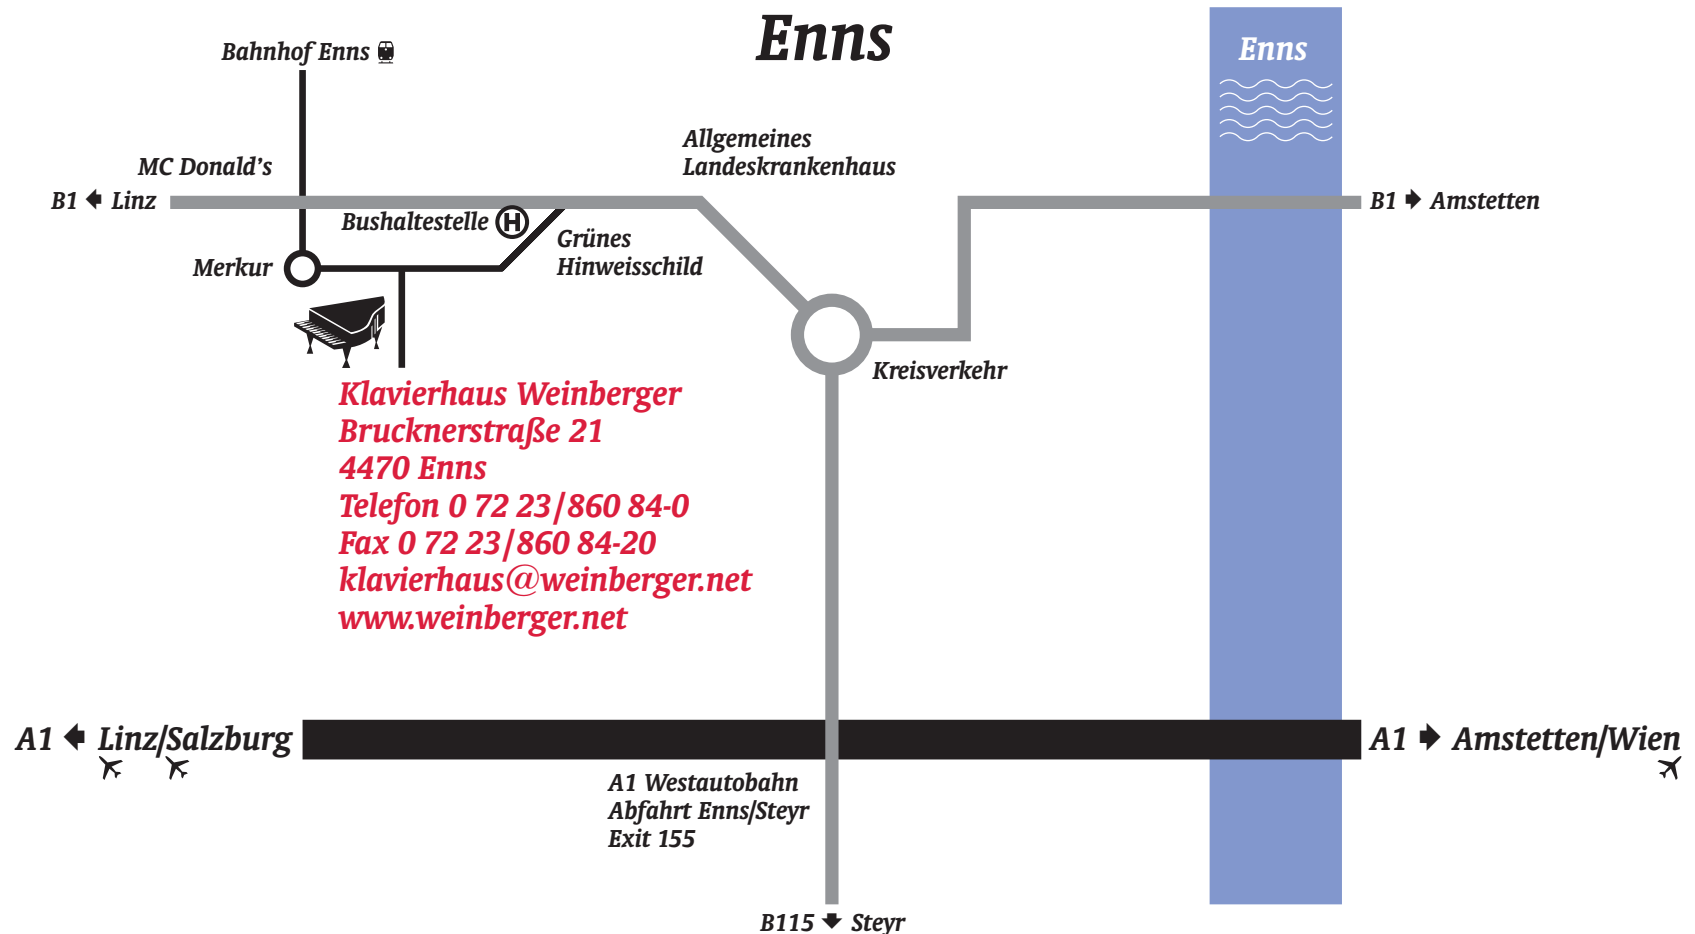 Enns
Enns
Bahnhof Enns
Allgemeines
Landeskrankenhaus
MC Donald's
B1 Linz
B1 Amstetten
Bushaltestelle H
Grünes
Hinweisschild
Merkur
Kreisverkehr
Klavierhaus Weinberger
Brucknerstraße 21
4470 Enns
Telefon 0 72 23/860 84-0
Fax 0 72 23/860 84-20
klavierhaus@weinberger.net
www.weinberger.net
A1 Linz/Salzburg
A1 Amstetten/Wien
A1 Westautobahn
Abfahrt Enns/Steyr
Exit 155
B115 Steyr